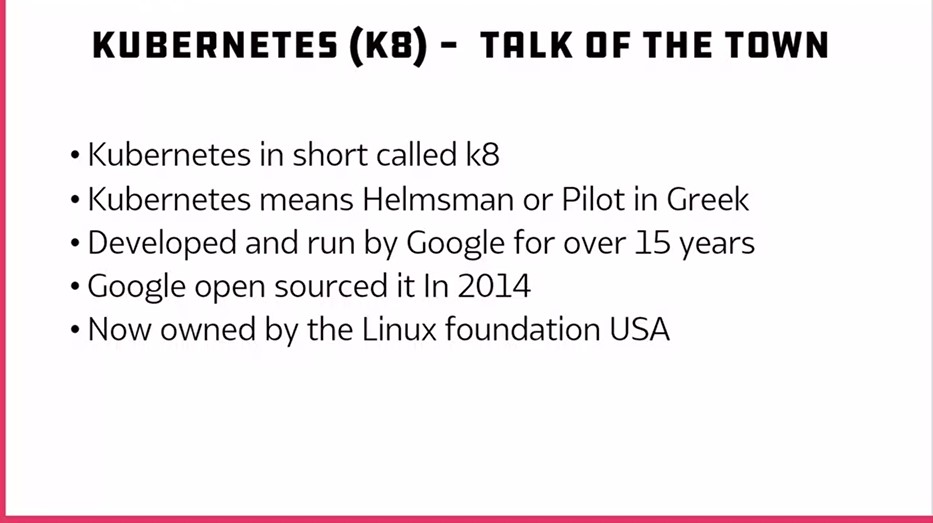 KUBERNETES (K8) - TALK OF THE TOWN
• Kubernetes in short called k8
• Kubernetes means Helmsman or Pilot in Greek
• Developed and run by Google for over 15 years
• Google open sourced it In 2014
• Now owned by the Linux foundation USA